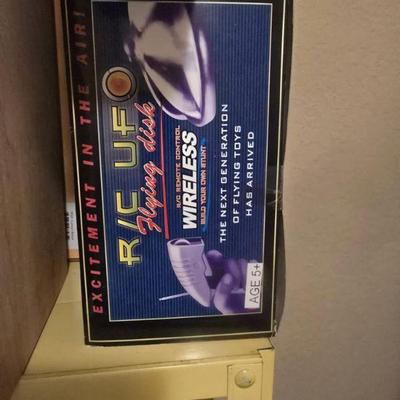 EXCITEMENT IN THE AIR!
R/C UFO
Flying disk
R/C REMOTE CONTROL
WIRELESS
BUILD YOUR OWN STUNT
THE NEXT GENERATION
OF FLYING TOYS
HAS ARRIVED
AGE 5+